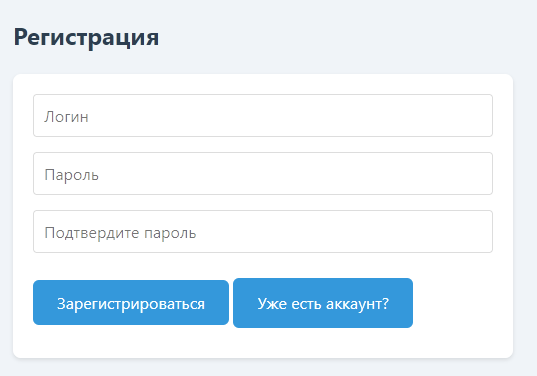 Регистрация
Логин
Пароль
Подтвердите пароль
Зарегистрироваться Уже есть аккаунт?